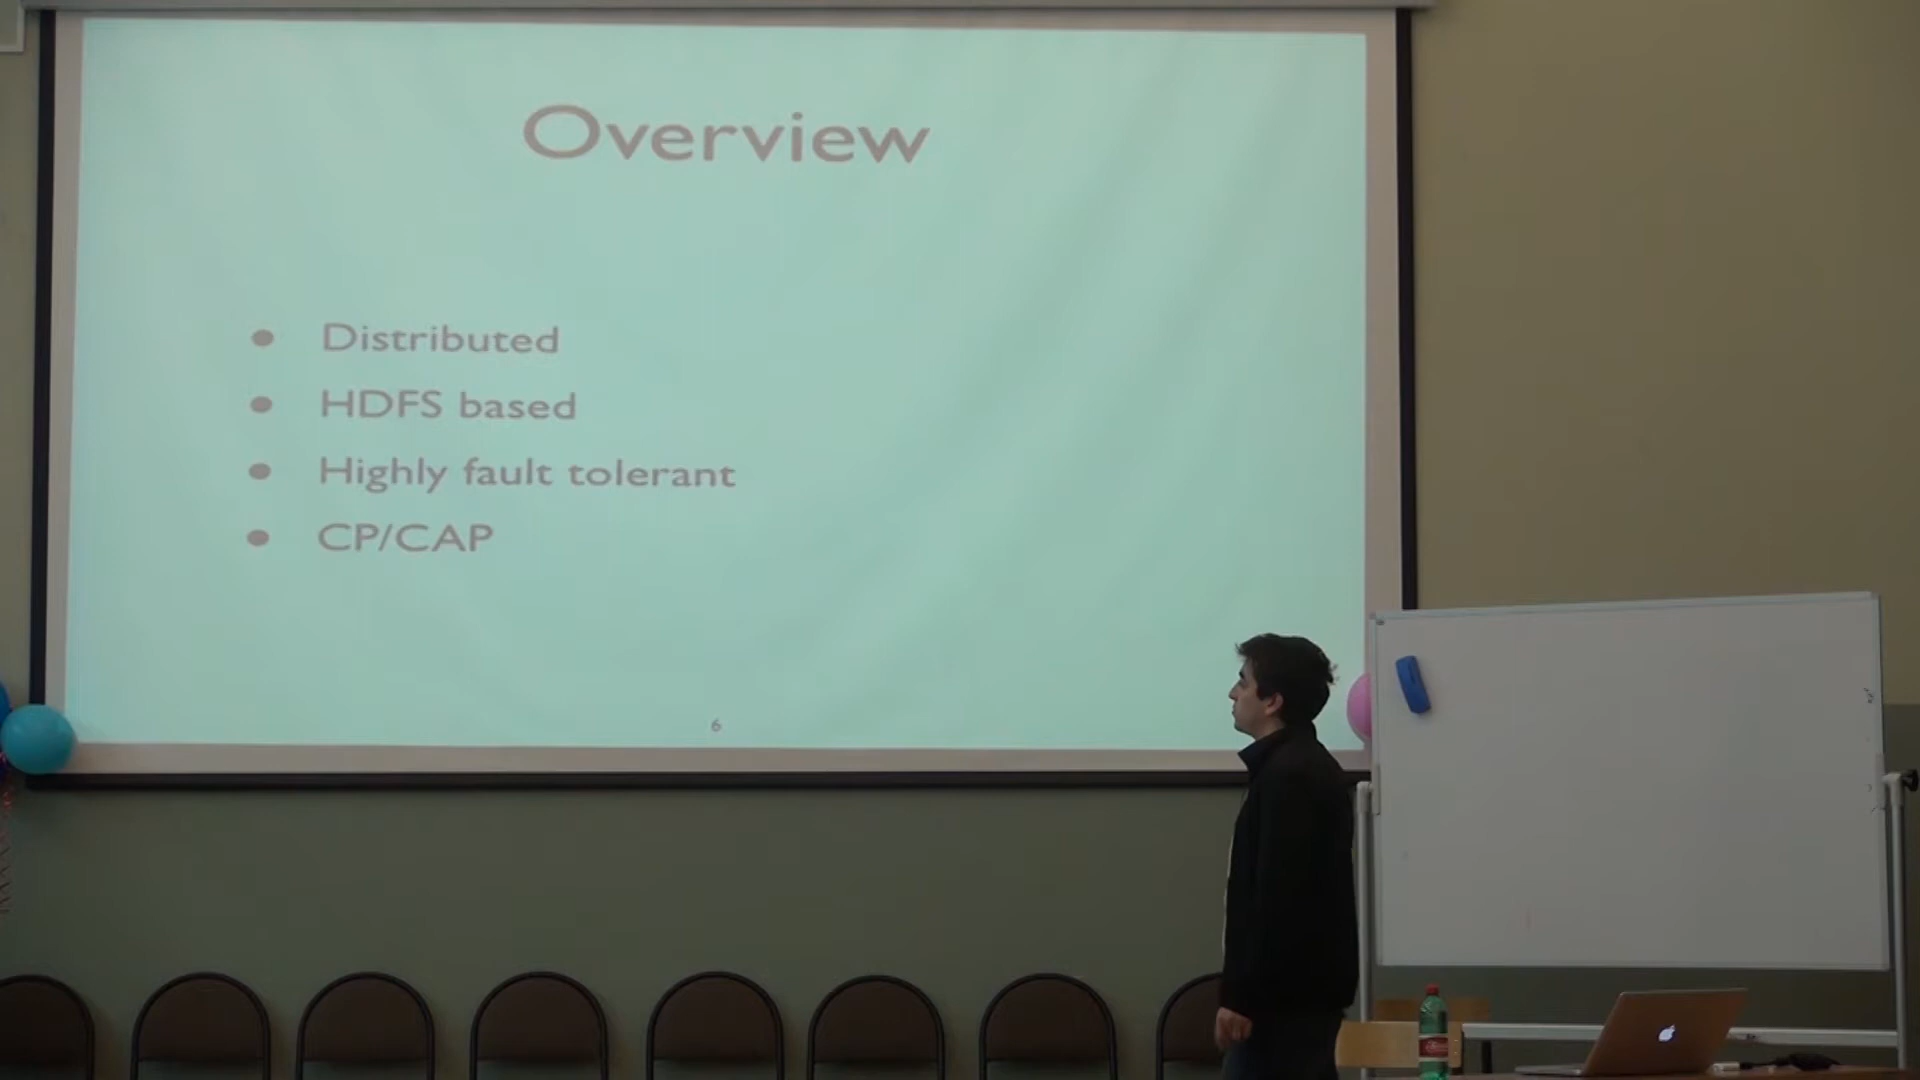 Overview
• Distributed
• HDFS based
• Highly fault tolerant
• CP/CAP
6